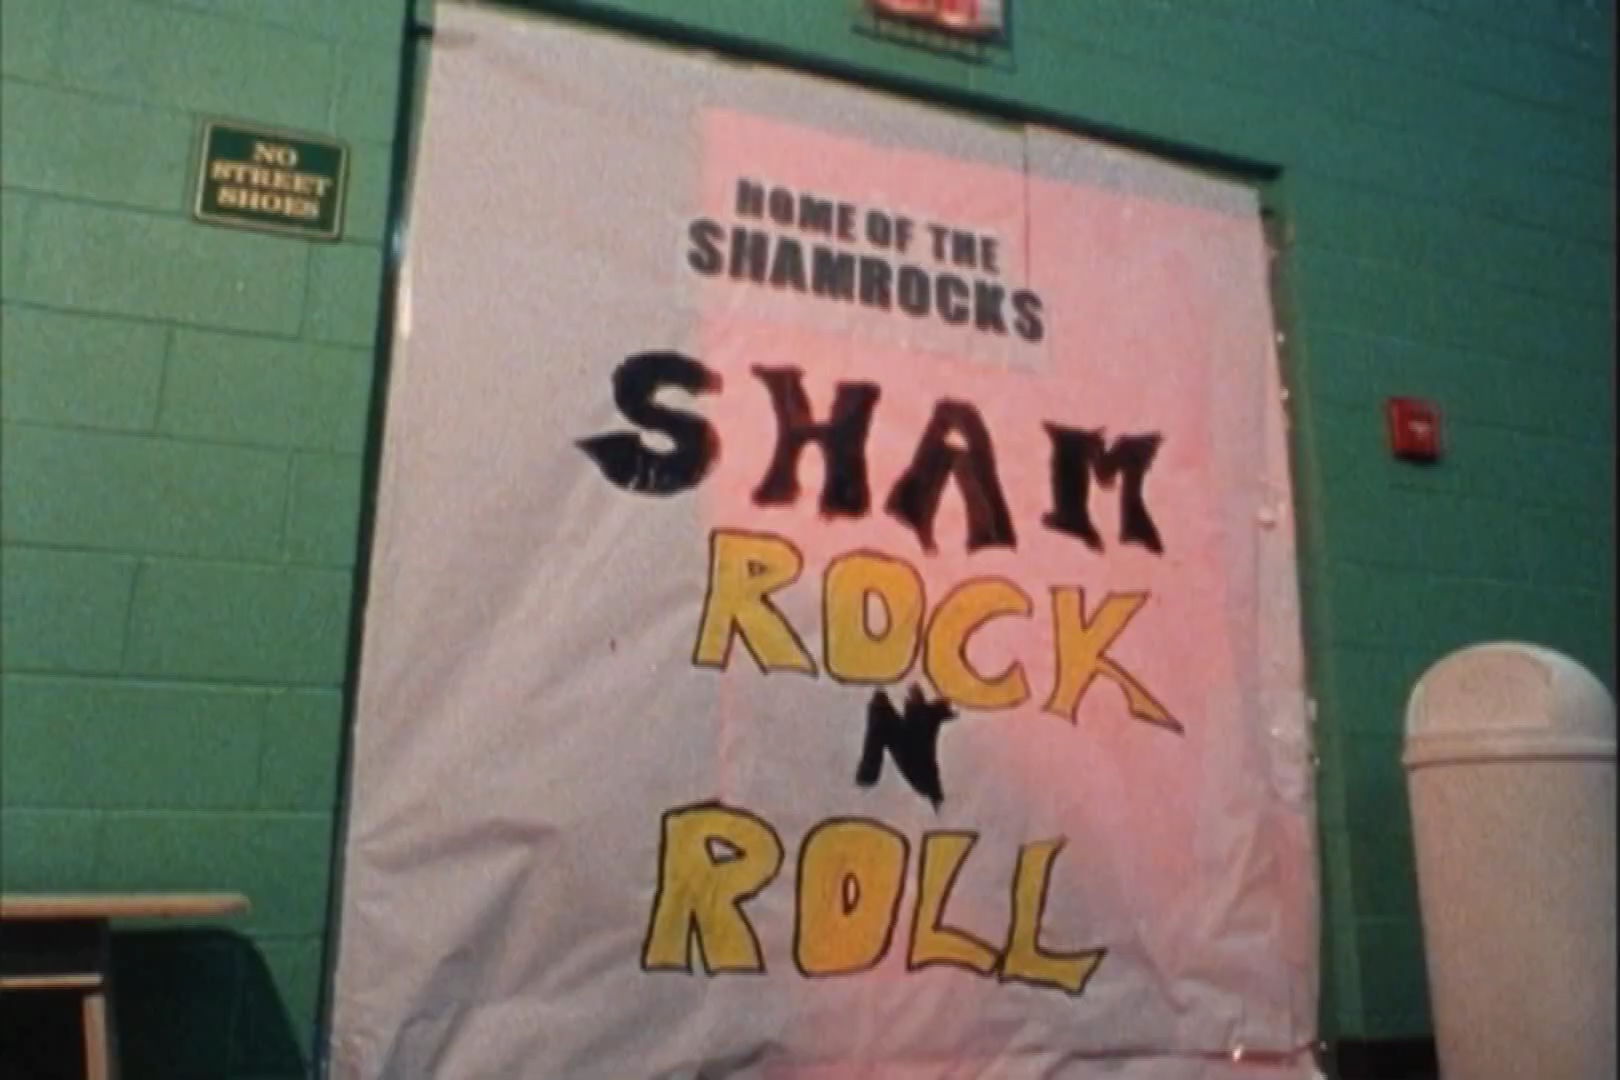 NO
STREET
SHOES
HOME OF THE
SHAMROCKS
SHAM
ROCK
N'
ROLL